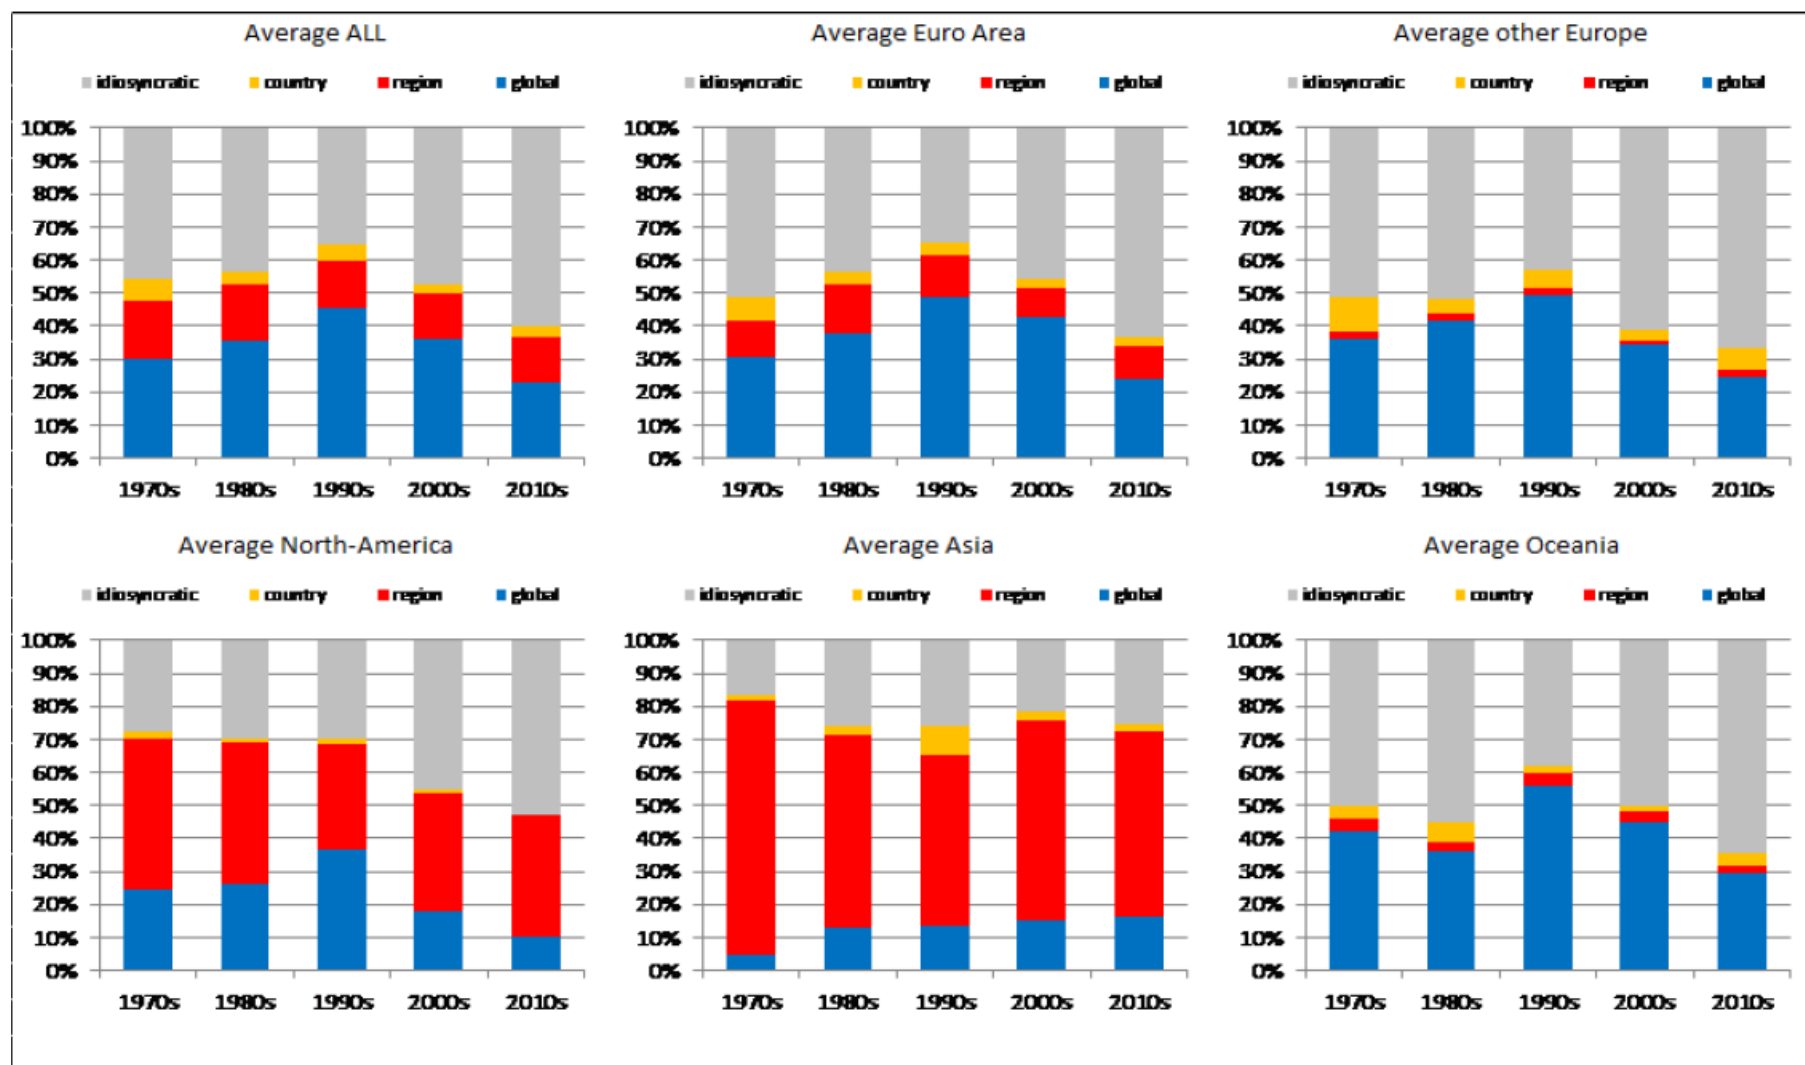 Average ALL Average Euro Area Average other Europe
idiosyncratic country region global idiosyncratic country region global idiosyncratic country region global
100% 100% 100%
90% 90% 90%
80% 80% 80%
70% 70% 70%
60% 60% 60%
50% 50% 50%
40% 40% 40%
30% 30% 30%
20% 20% 20%
10% 10% 10%
0% 0% 0%
1970s 1980s 1990s 2000s 2010s 1970s 1980s 1990s 2000s 2010s 1970s 1980s 1990s 2000s 2010s
Average North-America Average Asia Average Oceania
idiosyncratic country region global idiosyncratic country region global idiosyncratic country region global
100% 100% 100%
90% 90% 90%
80% 80% 80%
70% 70% 70%
60% 60% 60%
50% 50% 50%
40% 40% 40%
30% 30% 30%
20% 20% 20%
10% 10% 10%
0% 0% 0%
1970s 1980s 1990s 2000s 2010s 1970s 1980s 1990s 2000s 2010s 1970s 1980s 1990s 2000s 2010s